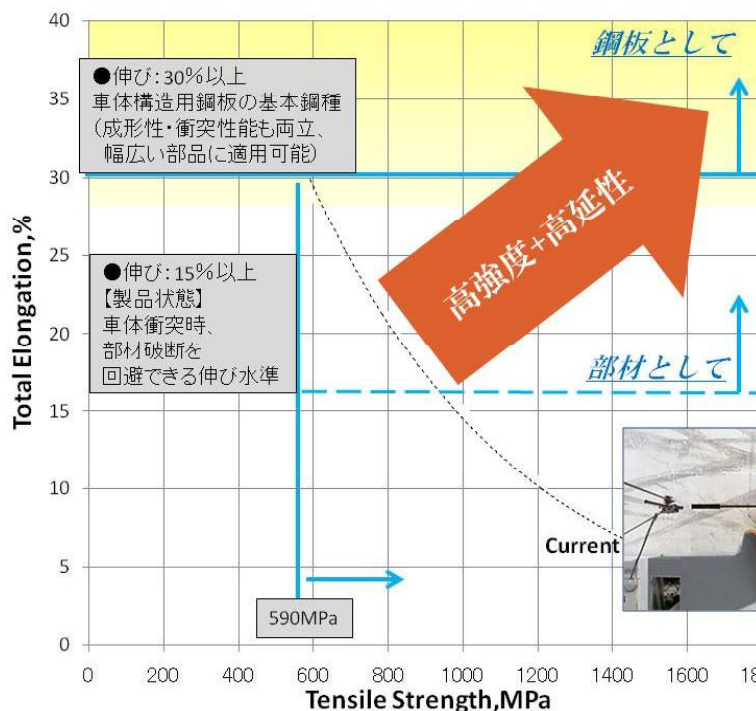 40
35
30
25
20
15
10
5
0
Total Elongation,%
●伸び：30％以上
車体構造用鋼板の基本鋼種
（成形性・衝突性能も両立、
幅広い部品に適用可能）
鋼板として
高強度+高延性
●伸び：15％以上
【製品状態】
車体衝突時、
部材破断を
回避できる伸び水準
部材として
Current
590MPa
0 200 400 600 800 1000 1200 1400 1600
Tensile Strength,MPa